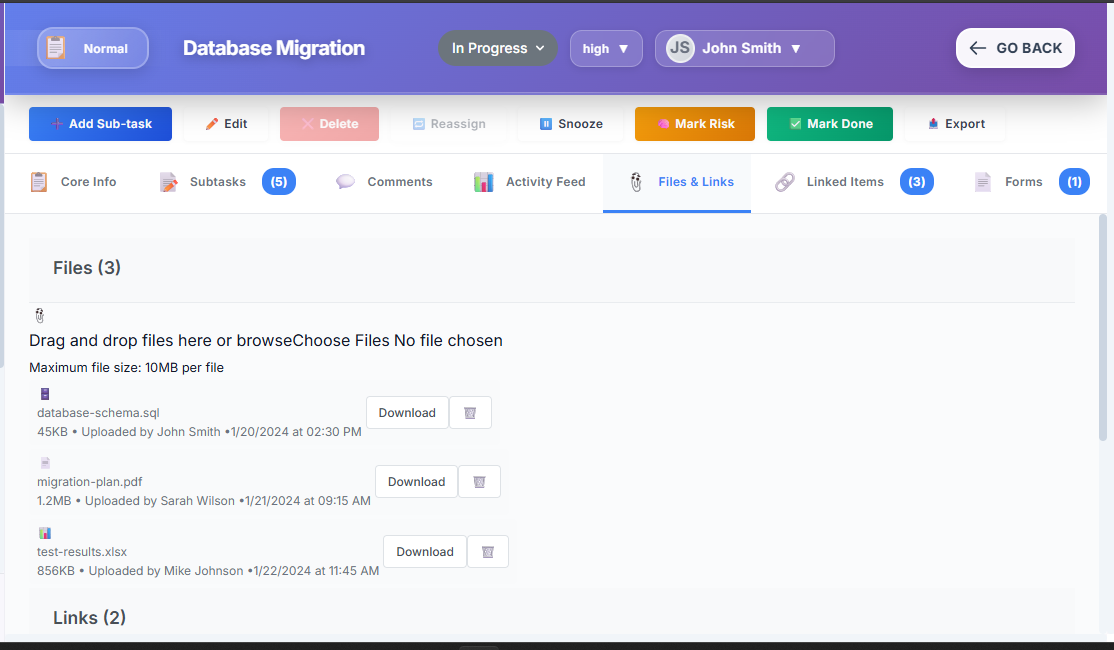 Normal
Database Migration
In Progress
high ▼
JS John Smith ▼
← GO BACK
Add Sub-task
Edit
Delete
Reassign
Snooze
Mark Risk
Mark Done
Export
Core Info
Subtasks (5)
Comments
Activity Feed
Files & Links
Linked Items (3)
Forms (1)
Files (3)
Drag and drop files here or browseChoose Files No file chosen
Maximum file size: 10MB per file
database-schema.sql
45KB • Uploaded by John Smith •1/20/2024 at 02:30 PM
Download
migration-plan.pdf
1.2MB • Uploaded by Sarah Wilson •1/21/2024 at 09:15 AM
Download
test-results.xlsx
856KB • Uploaded by Mike Johnson •1/22/2024 at 11:45 AM
Download
Links (2)